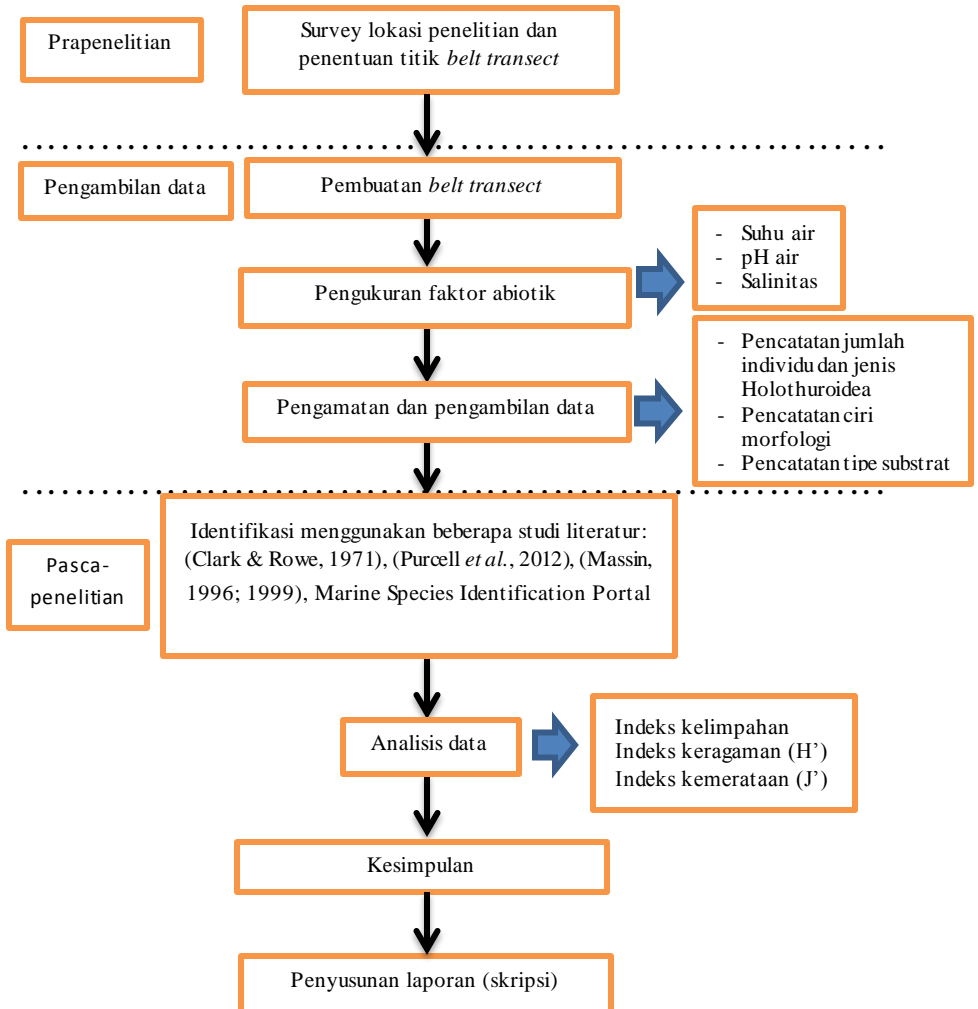 Prapenelitian
Survey lokasi penelitian dan
penentuan titik belt transect
Pengambilan data
Pembuatan belt transect
Pengukuran faktor abiotik
- Suhu air
- pH air
- Salinitas
Pengamatan dan pengambilan data
- Pencatatan jumlah
individu dan jenis
Holothuroidea
- Pencatatan ciri
morfologi
- Pencatatan tipe substrat
Pasca-
penelitian
Identifikasi menggunakan beberapa studi literatur:
(Clark & Rowe, 1971), (Purcell et al., 2012), (Massin,
1996; 1999), Marine Species Identification Portal
Analisis data
Indeks kelimpahan
Indeks keragaman (H’)
Indeks kemerataan (J’)
Kesimpulan
Penyusunan laporan (skripsi)